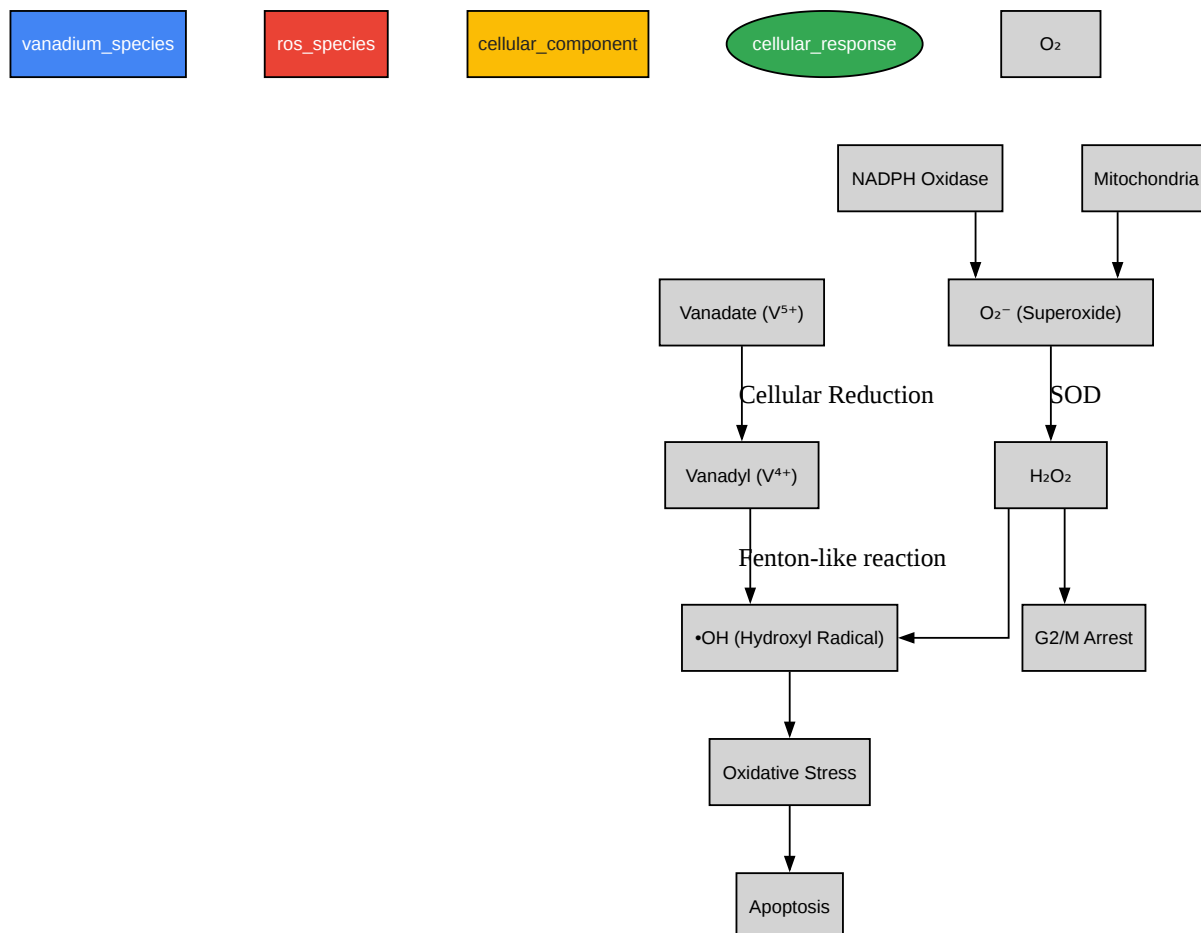 vanadium_species
ros_species
cellular_component
cellular_response
O₂
NADPH Oxidase
Mitochondria
Vanadate (V⁵⁺)
O₂⁻ (Superoxide)
Cellular Reduction
SOD
Vanadyl (V⁴⁺)
H₂O₂
Fenton-like reaction
•OH (Hydroxyl Radical)
G2/M Arrest
Oxidative Stress
Apoptosis